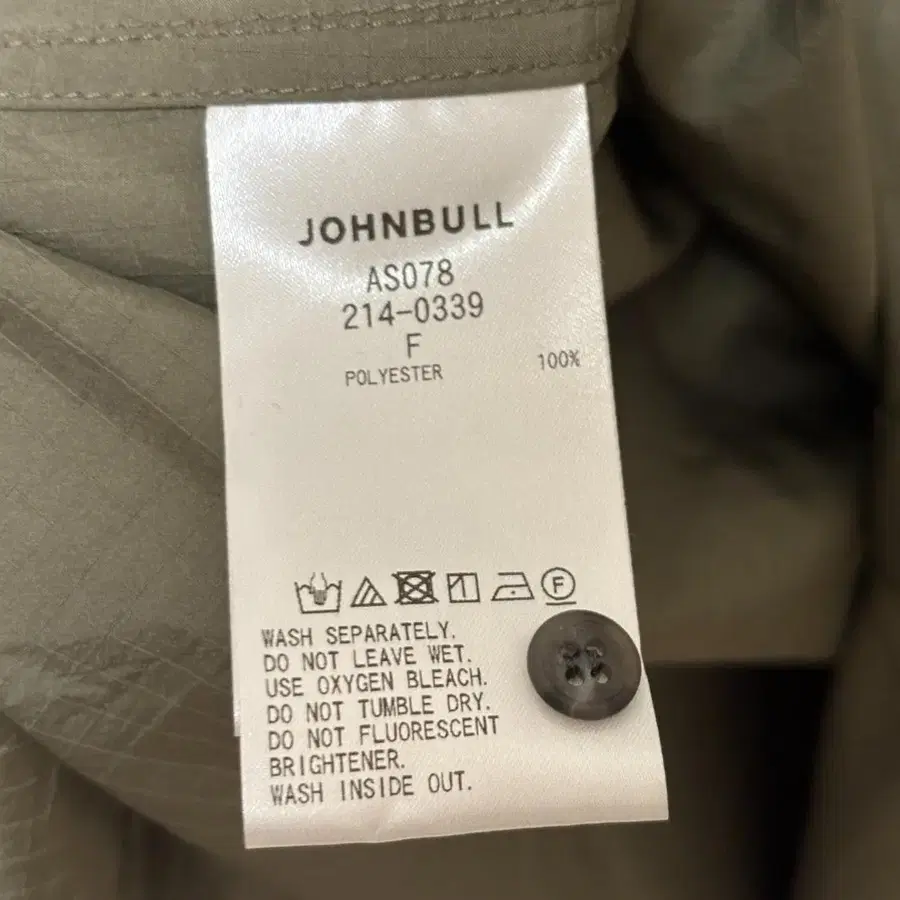 JOHNBULL
AS078
214-0339
F
POLYESTER 100%
F
WASH SEPARATELY.
DO NOT LEAVE WET.
USE OXYGEN BLEACH.
DO NOT TUMBLE DRY.
DO NOT FLUORESCENT
BRIGHTENER.
WASH INSIDE OUT.